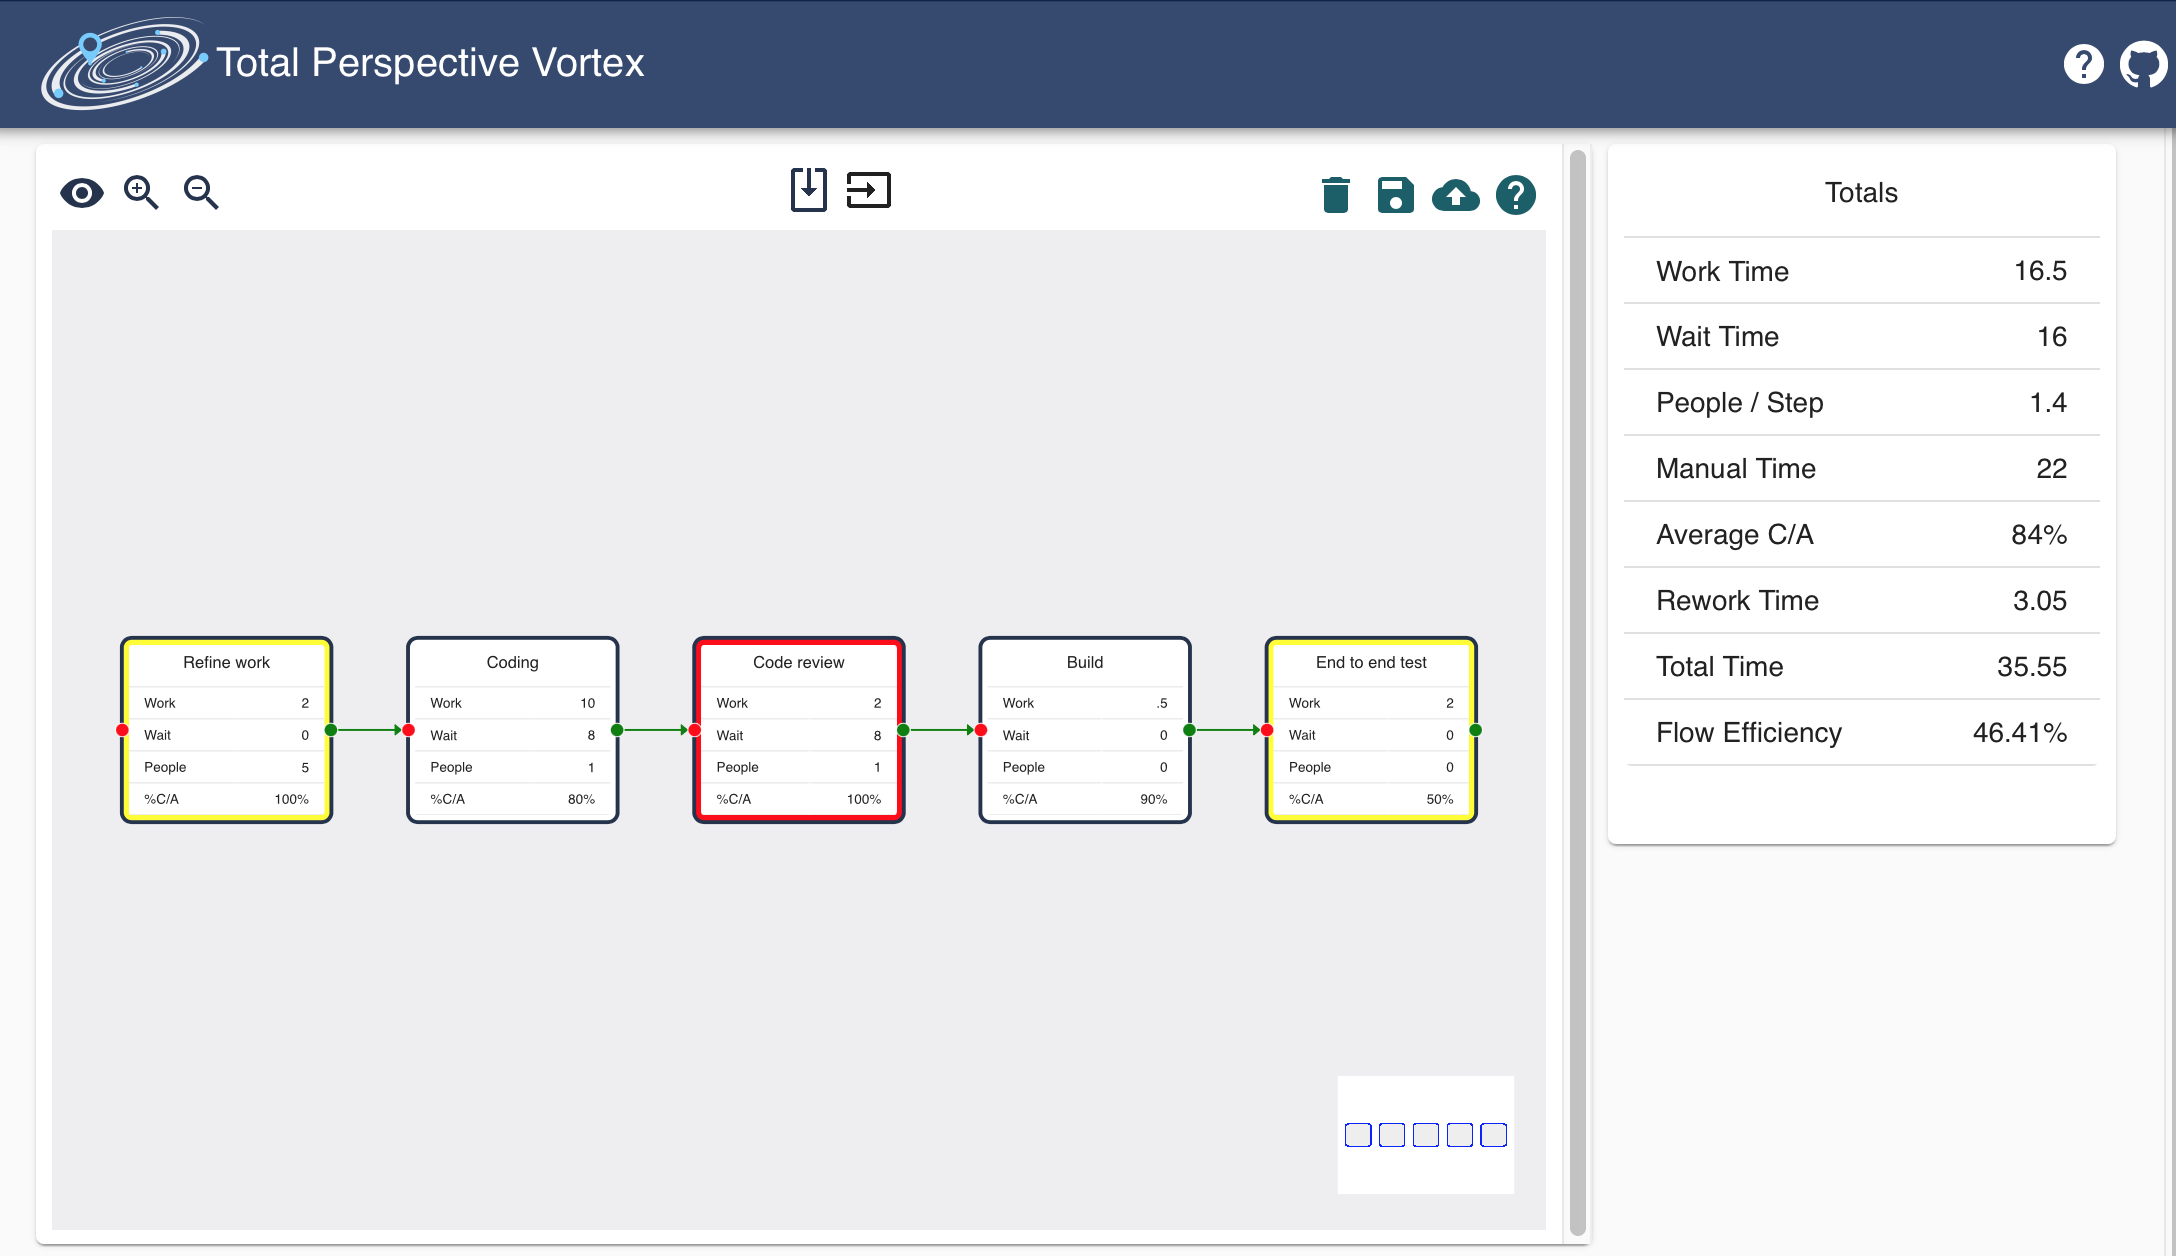 Total Perspective Vortex
Totals
Work Time 16.5
Wait Time 16
People / Step 1.4
Manual Time 22
Average C/A 84%
Rework Time 3.05
Total Time 35.55
Flow Efficiency 46.41%
Refine work
Work 2
Wait 0
People 5
%C/A 100%
Coding
Work 10
Wait 8
People 1
%C/A 80%
Code review
Work 2
Wait 8
People 1
%C/A 100%
Build
Work .5
Wait 0
People 0
%C/A 90%
End to end test
Work 2
Wait 0
People 0
%C/A 50%